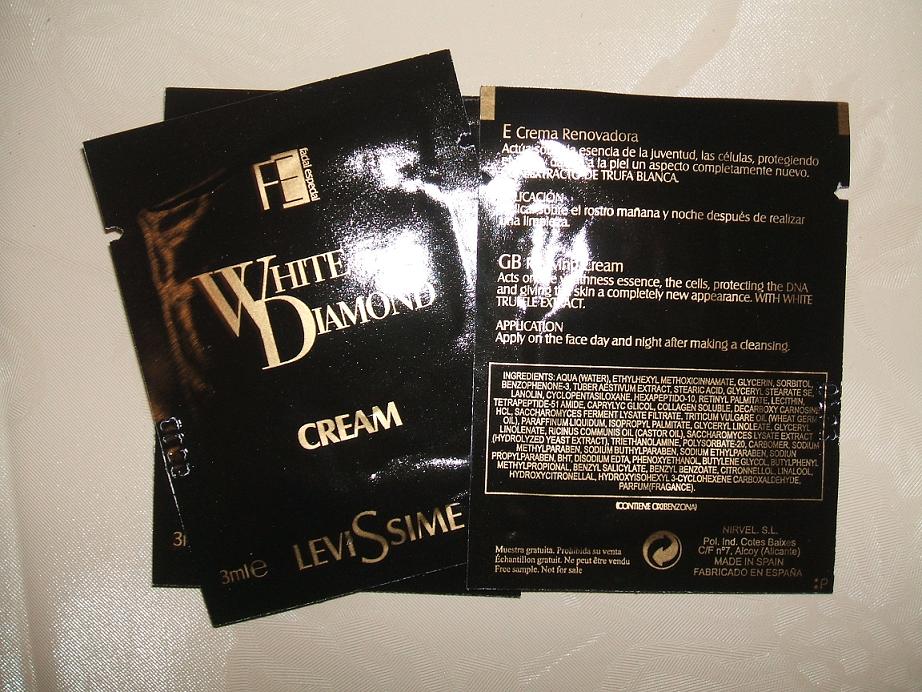 facial especial
WHITE
DIAMOND
CREAM
LEVISSIME
3ml e
E Crema Renovadora
esencia de la juventud, las células, protegiendo
a la piel un aspecto completamente nuevo.
EXTRACTO DE TRUFA BLANCA.
el rostro mañana y noche después de realizar
limpieza.
GB Cream
Acts on youthness essence, the cells, protecting the DNA
and giving the skin a completely new appearance. WITH WHITE
TRUFFLE EXTRACT.
APPLICATION
Apply on the face day and night after making a cleansing.
INGREDIENTS: AQUA (WATER), ETHYLHEXYL METHOXICINNAMATE, GLYCERIN, SORBITOL,
BENZOPHENONE-3, TUBER AESTIVUM EXTRACT, STEARIC ACID, GLYCERYL STEARATE SE,
LANOLIN, CYCLOPENTASILOXANE, HEXAPEPTIDO-10, RETINYL PALMITATE, LECITHIN,
TETRAPEPTIDE-51 AMIDE, CAPRYLYC GLICOL, COLLAGEN SOLUBLE, DECARBOXY CARNOSINE
HCL, SACCHAROMYCES FERMENT LYSATE FILTRATE, TRITICUM VULGARE OIL (WHEAT GERM
OIL), PARAFFINUM LIQUIDUM, ISOPROPYL PALMITATE, GLYCERYL LINOLEATE, GLYCERYL
LINOLENATE, RICINUS COMMUNIS OIL (CASTOR OIL), SACCHAROMYCES LYSATE EXTRACT
(HYDROLYZED YEAST EXTRACT), TRIETHANOLAMINE, POLYSORBATE-20, CARBOMER, SODIUM
METHYLPARABEN, SODIUM BUTHYLPARABEN, SODIUM ETHYLPARABEN, SODIUN
PROPYLPARABEN, BHT, DISODIUM EDTA, PHENOXYETHANOL, BUTYLENE GLYCOL, BUTYLPHENYL
METHYLPROPIONAL, BENZYL SALICYLATE, BENZYL BENZOATE, CITRONNELLOL, LINALOOL,
HYDROXYCITRONELLAL, HYDROXYISOHEXYL 3-CYCLOHEXENE CARBOXALDEHYDE,
PARFUM(FRAGANCE).
(CONTIENE OXIBENZONA)
Muestra gratuita. Prohibida su venta
Échantillon gratuit. Ne peut être vendu
Free sample. Not for sale
NIRVEL, S.L.
Pol. Ind. Cotes Baixes
C/F nº7, Alcoy (Alicante)
MADE IN SPAIN
FABRICADO EN ESPAÑA